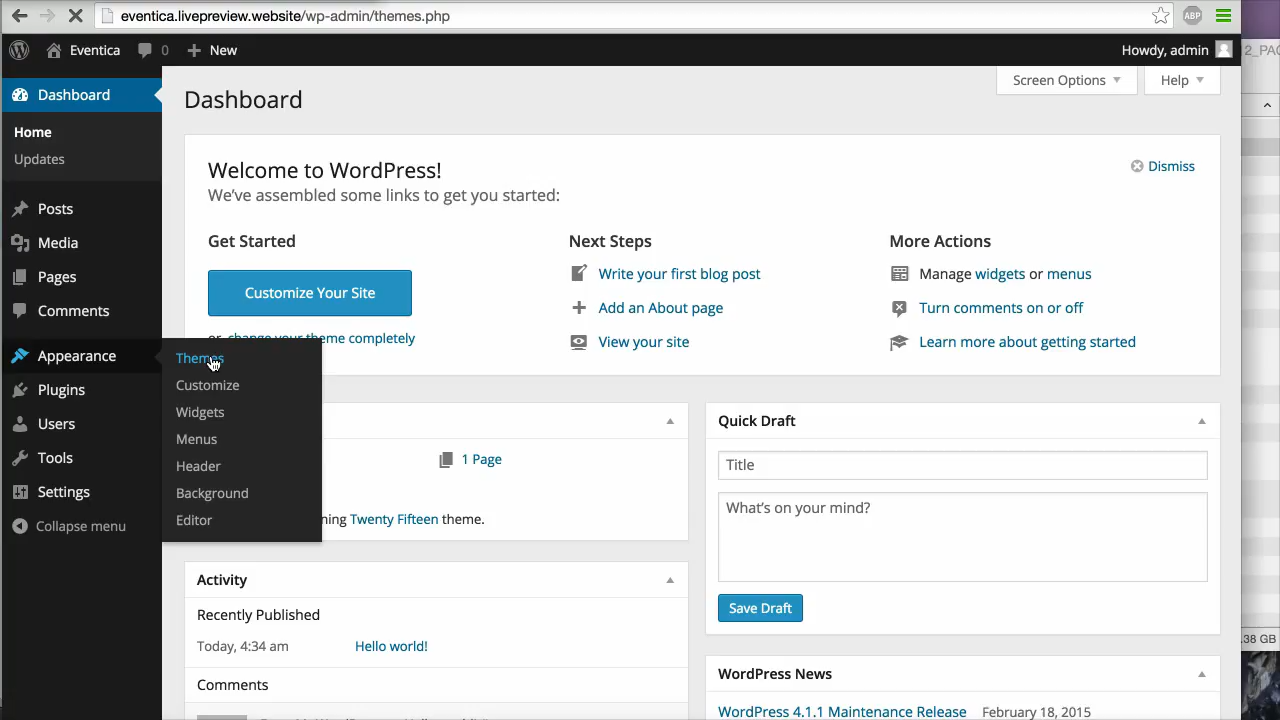 eventica.livepreview.website/wp-admin/themes.php
ABP
Eventica 0 New
Howdy, admin
12_PAC
Dashboard
Home
Updates
Posts
Media
Pages
Comments
Appearance
Plugins
Users
Tools
Settings
Collapse menu
Themes
Customize
Widgets
Menus
Header
Background
Editor
Screen Options
Help
Dashboard
Welcome to WordPress!
Dismiss
We've assembled some links to get you started:
Get Started
Customize Your Site
or, change your theme completely
Next Steps
Write your first blog post
Add an About page
View your site
More Actions
Manage widgets or menus
Turn comments on or off
Learn more about getting started
1 Page
ning Twenty Fifteen theme.
Activity
Recently Published
Today, 4:34 am Hello world!
Comments
Quick Draft
Title
What's on your mind?
Save Draft
WordPress News
WordPress 4.1.1 Maintenance Release February 18, 2015
.38 GB